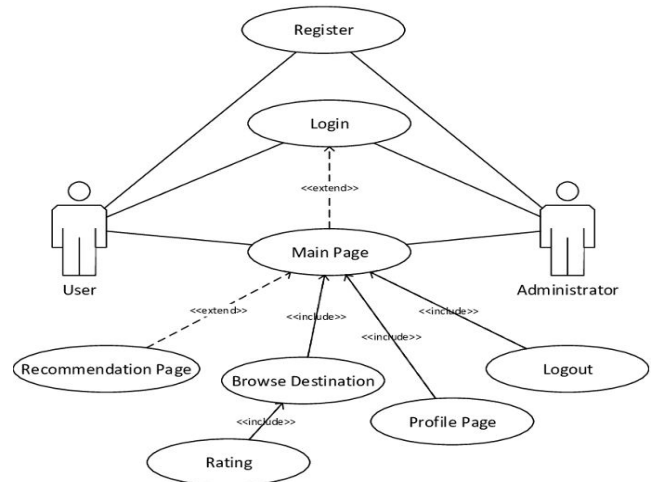 Register
Login
<<extend>>
Main Page
User
Administrator
<<extend>>
<<include>>
<<include>>
<<include>>
Recommendation Page
Browse Destination
Logout
Profile Page
<<include>>
Rating